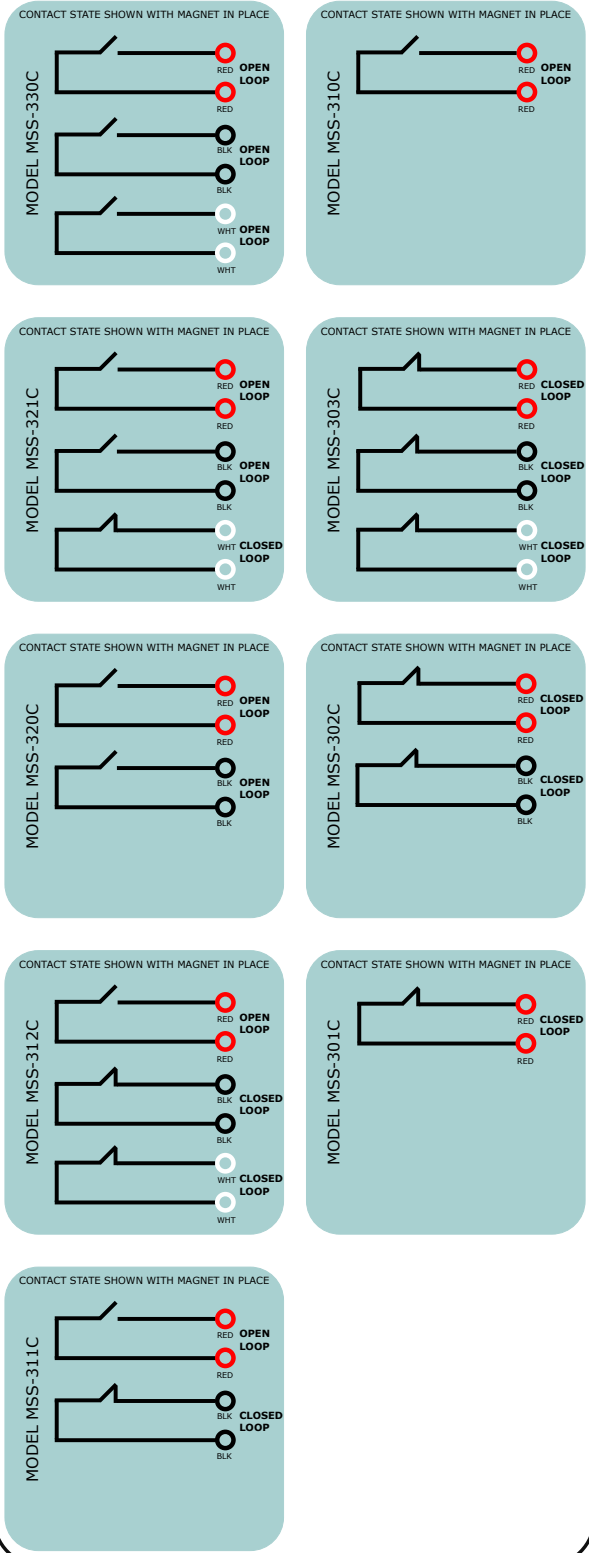 CONTACT STATE SHOWN WITH MAGNET IN PLACE
MODEL MSS-330C
RED
OPEN
LOOP
RED
BLK
OPEN
LOOP
BLK
WHT
OPEN
LOOP
WHT
CONTACT STATE SHOWN WITH MAGNET IN PLACE
MODEL MSS-310C
RED
OPEN
LOOP
RED
CONTACT STATE SHOWN WITH MAGNET IN PLACE
MODEL MSS-321C
RED
OPEN
LOOP
RED
BLK
OPEN
LOOP
BLK
WHT
CLOSED
LOOP
WHT
CONTACT STATE SHOWN WITH MAGNET IN PLACE
MODEL MSS-303C
RED
CLOSED
LOOP
RED
BLK
CLOSED
LOOP
BLK
WHT
CLOSED
LOOP
WHT
CONTACT STATE SHOWN WITH MAGNET IN PLACE
MODEL MSS-320C
RED
OPEN
LOOP
RED
BLK
OPEN
LOOP
BLK
CONTACT STATE SHOWN WITH MAGNET IN PLACE
MODEL MSS-302C
RED
CLOSED
LOOP
RED
BLK
CLOSED
LOOP
BLK
CONTACT STATE SHOWN WITH MAGNET IN PLACE
MODEL MSS-312C
RED
OPEN
LOOP
RED
BLK
CLOSED
LOOP
BLK
WHT
CLOSED
LOOP
WHT
CONTACT STATE SHOWN WITH MAGNET IN PLACE
MODEL MSS-301C
RED
CLOSED
LOOP
RED
CONTACT STATE SHOWN WITH MAGNET IN PLACE
MODEL MSS-311C
RED
OPEN
LOOP
RED
BLK
CLOSED
LOOP
BLK